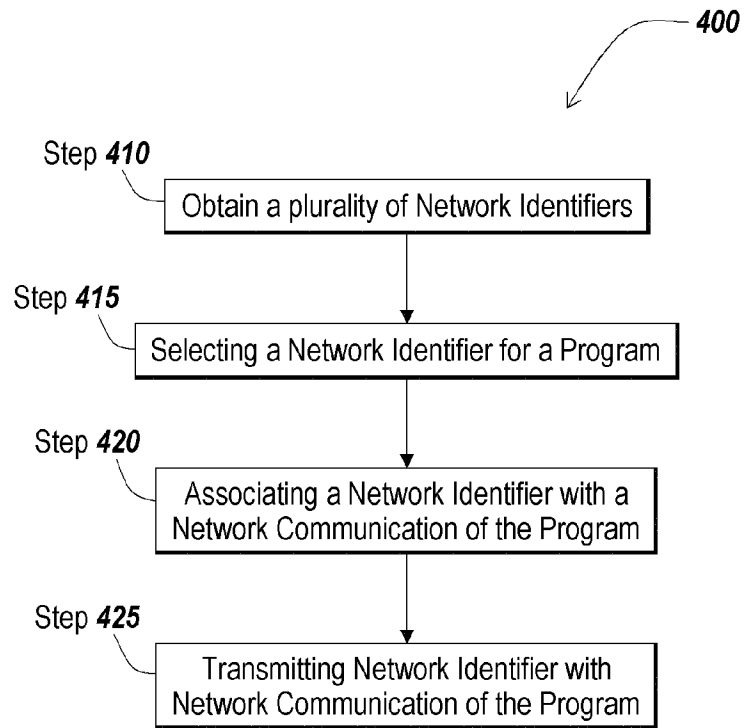 400
Step 410
Obtain a plurality of Network Identifiers
Step 415
Selecting a Network Identifier for a Program
Step 420
Associating a Network Identifier with a
Network Communication of the Program
Step 425
Transmitting Network Identifier with
Network Communication of the Program